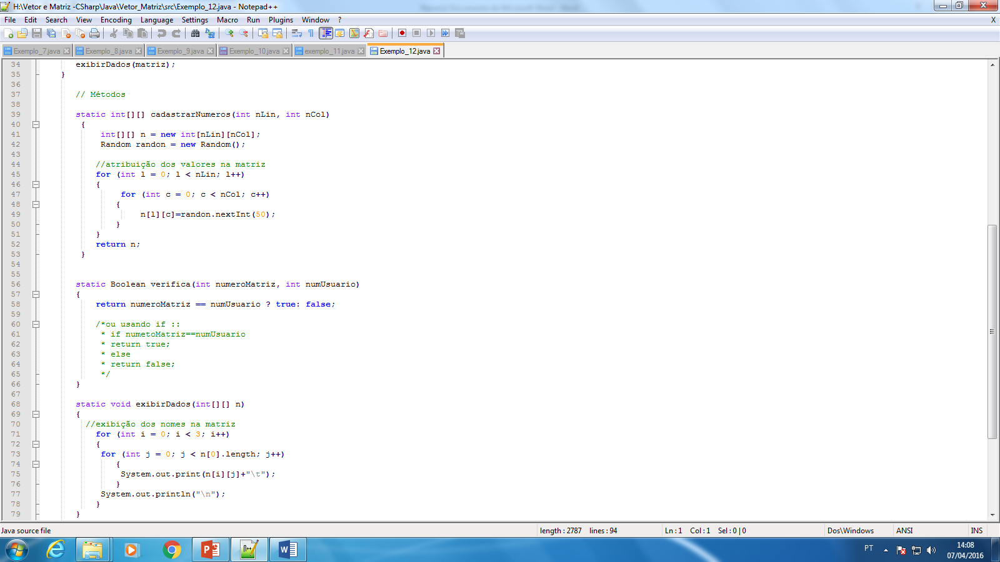 H:\Vetor e Matriz -CSharp\Java\Vetor_Matriz\src\Exemplo_12.java - Notepad++
File Edit Search View Encoding Language Settings Macro Run Plugins Window ? X
Exemplo_7.java Exemplo_8.java Exemplo_9.java Exemplo_10.java exemplo_11.java Exemplo_12.java
34 exibirDados(matriz);
35 }
36
37 // Métodos
38
39 static int[][] cadastrarNumeros(int nLin, int nCol)
40 {
41 int[][] n = new int[nLin][nCol];
42 Random randon = new Random();
43
44 //atribuição dos valores na matriz
45 for (int l = 0; l < nLin; l++)
46 {
47 for (int c = 0; c < nCol; c++)
48 {
49 n[l][c]=randon.nextInt(50);
50 }
51 }
52 return n;
53 }
54
55
56 static Boolean verifica(int numeroMatriz, int numUsuario)
57 {
58 return numeroMatriz == numUsuario ? true: false;
59
60 /*ou usando if ::
61 * if numetoMatriz==numUsuario
62 * return true;
63 * else
64 * return false;
65 */
66 }
67
68 static void exibirDados(int[][] n)
69 {
70 //exibição dos nomes na matriz
71 for (int i = 0; i < 3; i++)
72 {
73 for (int j = 0; j < n[0].length; j++)
74 {
75 System.out.print(n[i][j]+"\t");
76 }
77 System.out.println("\n");
78 }
79 }
Java source file length : 2787 lines : 94 Ln : 1 Col : 1 Sel : 0 | 0 Dos\Windows ANSI INS
PT 14:08
07/04/2016